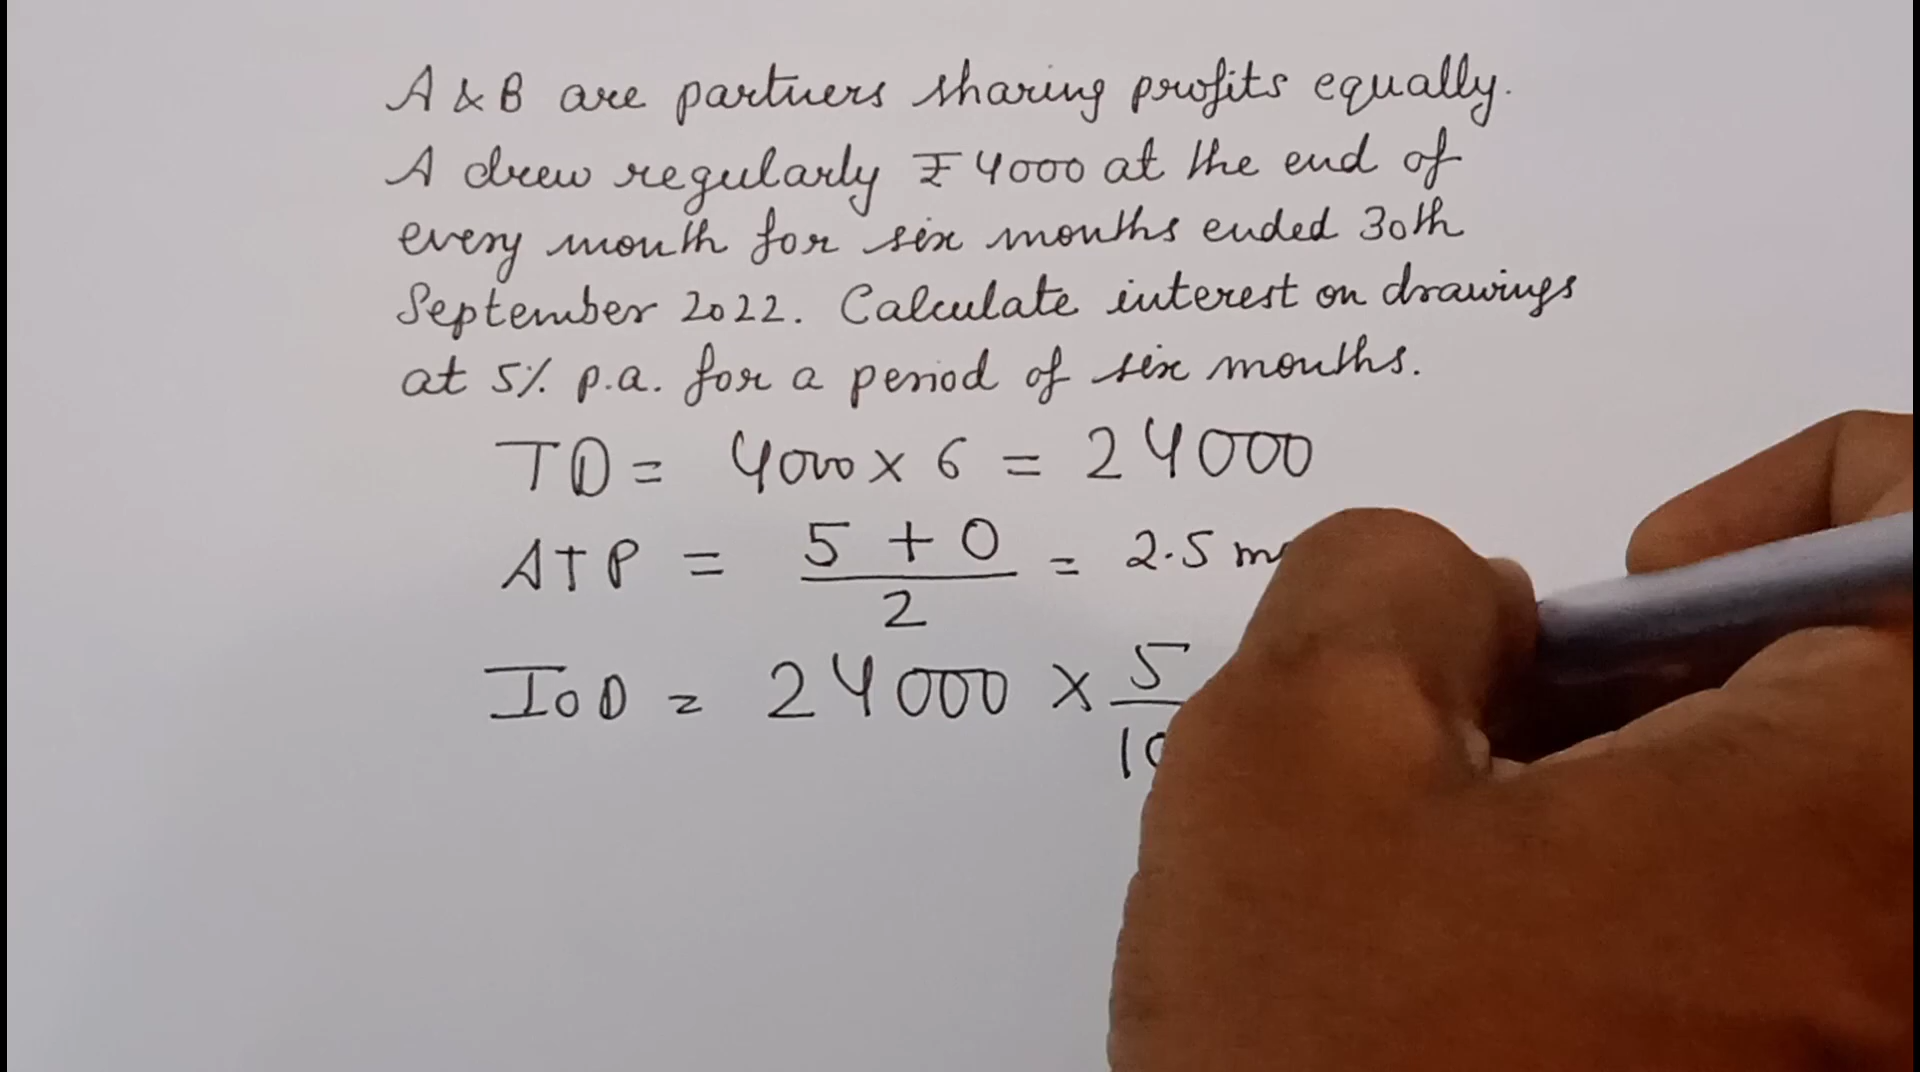 A & B are partners sharing profits equally.
A drew regularly ₹ 4000 at the end of
every month for six months ended 30th
September 2022. Calculate interest on drawings
at 5% p.a. for a period of six months.
TD = 4000 x 6 = 24000
ATP = 5 + 0 / 2 = 2.5
IOD = 24000 x 5 / 10